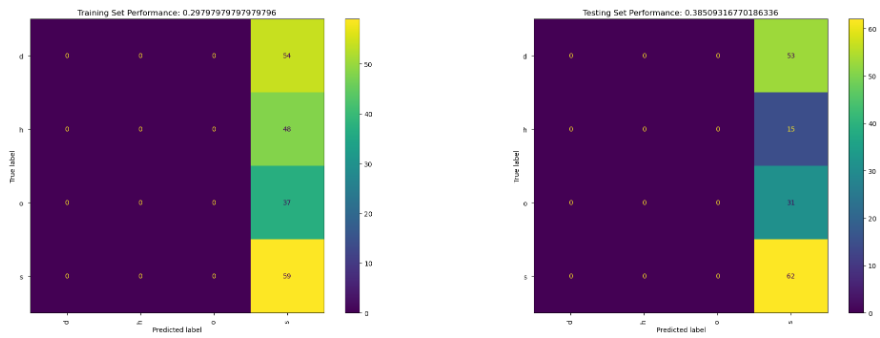 Training Set Performance: 0.29797979797979796
d
h
o
s
True label
0 0 0 54
0 0 0 48
0 0 0 37
0 0 0 59
d h o s
Predicted label
50
40
30
20
10
0
Testing Set Performance: 0.38509316770186336
d
h
o
s
True label
0 0 0 53
0 0 0 15
0 0 0 31
0 0 0 62
d h o s
Predicted label
60
50
40
30
20
10
0